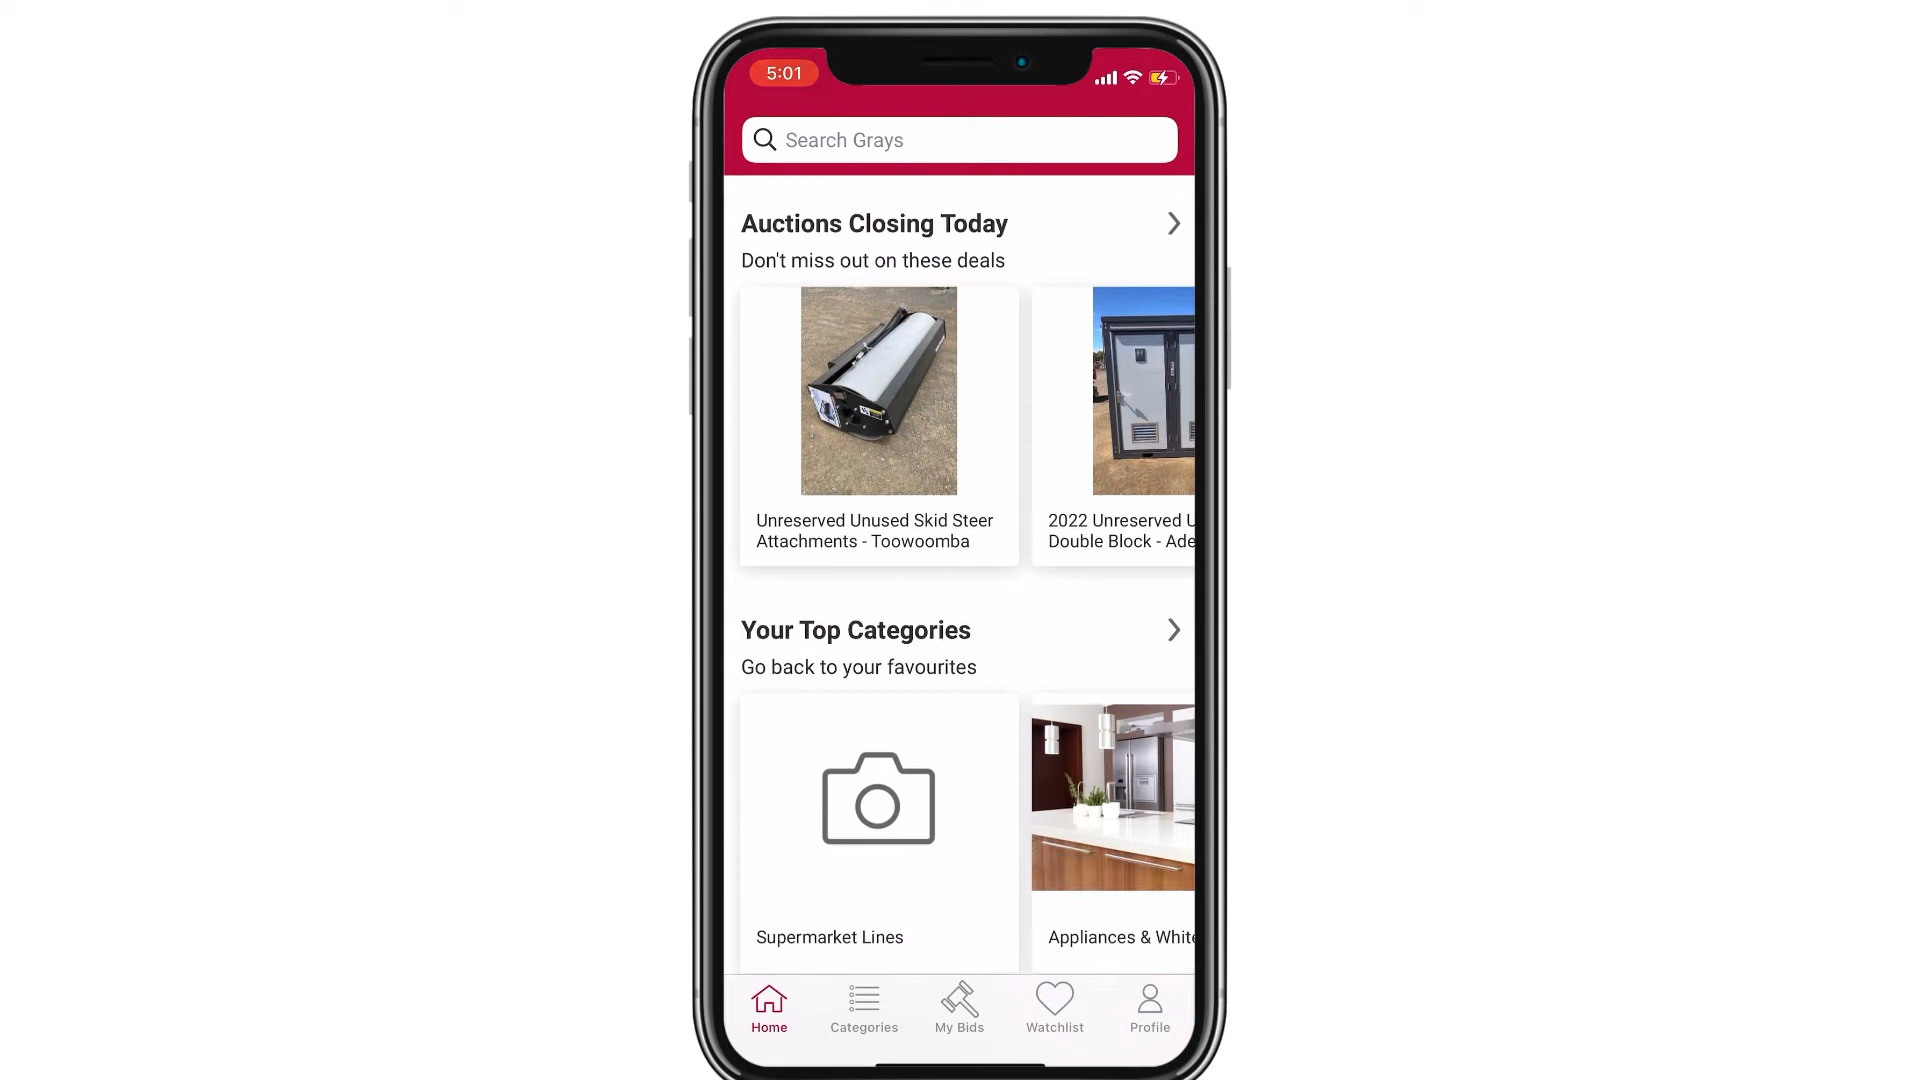 5:01
Search Grays
Auctions Closing Today
Don't miss out on these deals
Unreserved Unused Skid Steer
Attachments - Toowoomba
2022 Unreserved U
Double Block - Ade
Your Top Categories
Go back to your favourites
Supermarket Lines
Appliances & White
Home
Categories
My Bids
Watchlist
Profile